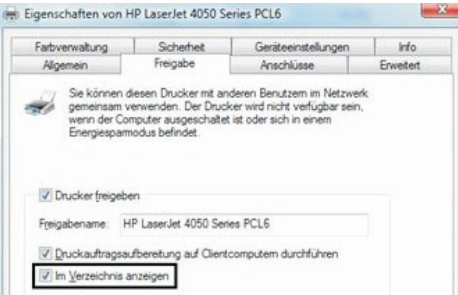 Eigenschaften von HP LaserJet 4050 Series PCL6
Farbverwaltung Sicherheit Geräteeinstellungen Info
Allgemein Freigabe Anschlüsse Erweitert
Sie können diesen Drucker mit anderen Benutzern im Netzwerk
gemeinsam verwenden. Der Drucker wird nicht verfügbar sein,
wenn der Computer ausgeschaltet ist oder sich in einem
Energiesparmodus befindet.
Drucker freigeben
Freigabename: HP LaserJet 4050 Series PCL6
Druckauftragsaufbereitung auf Clientcomputern durchführen
Im Verzeichnis anzeigen